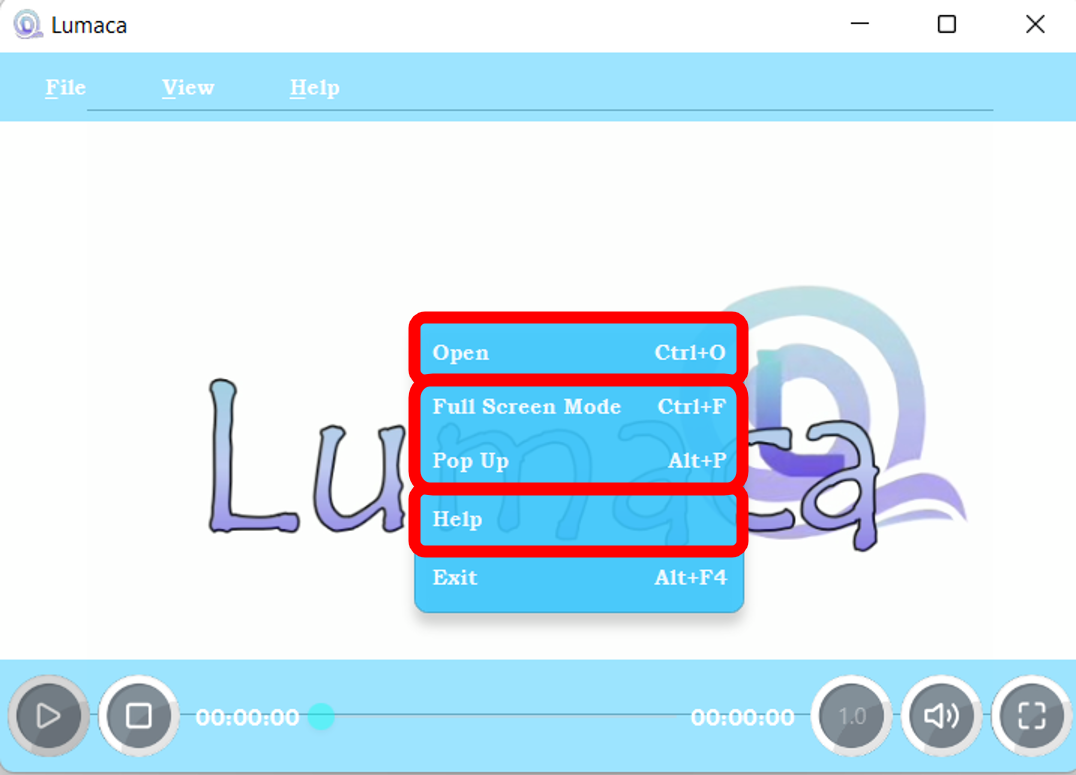 Lumaca
File View Help
Lumaca
Open Ctrl+O
Full Screen Mode Ctrl+F
Pop Up Alt+P
Help
Exit Alt+F4
00:00:00 00:00:00 1.0